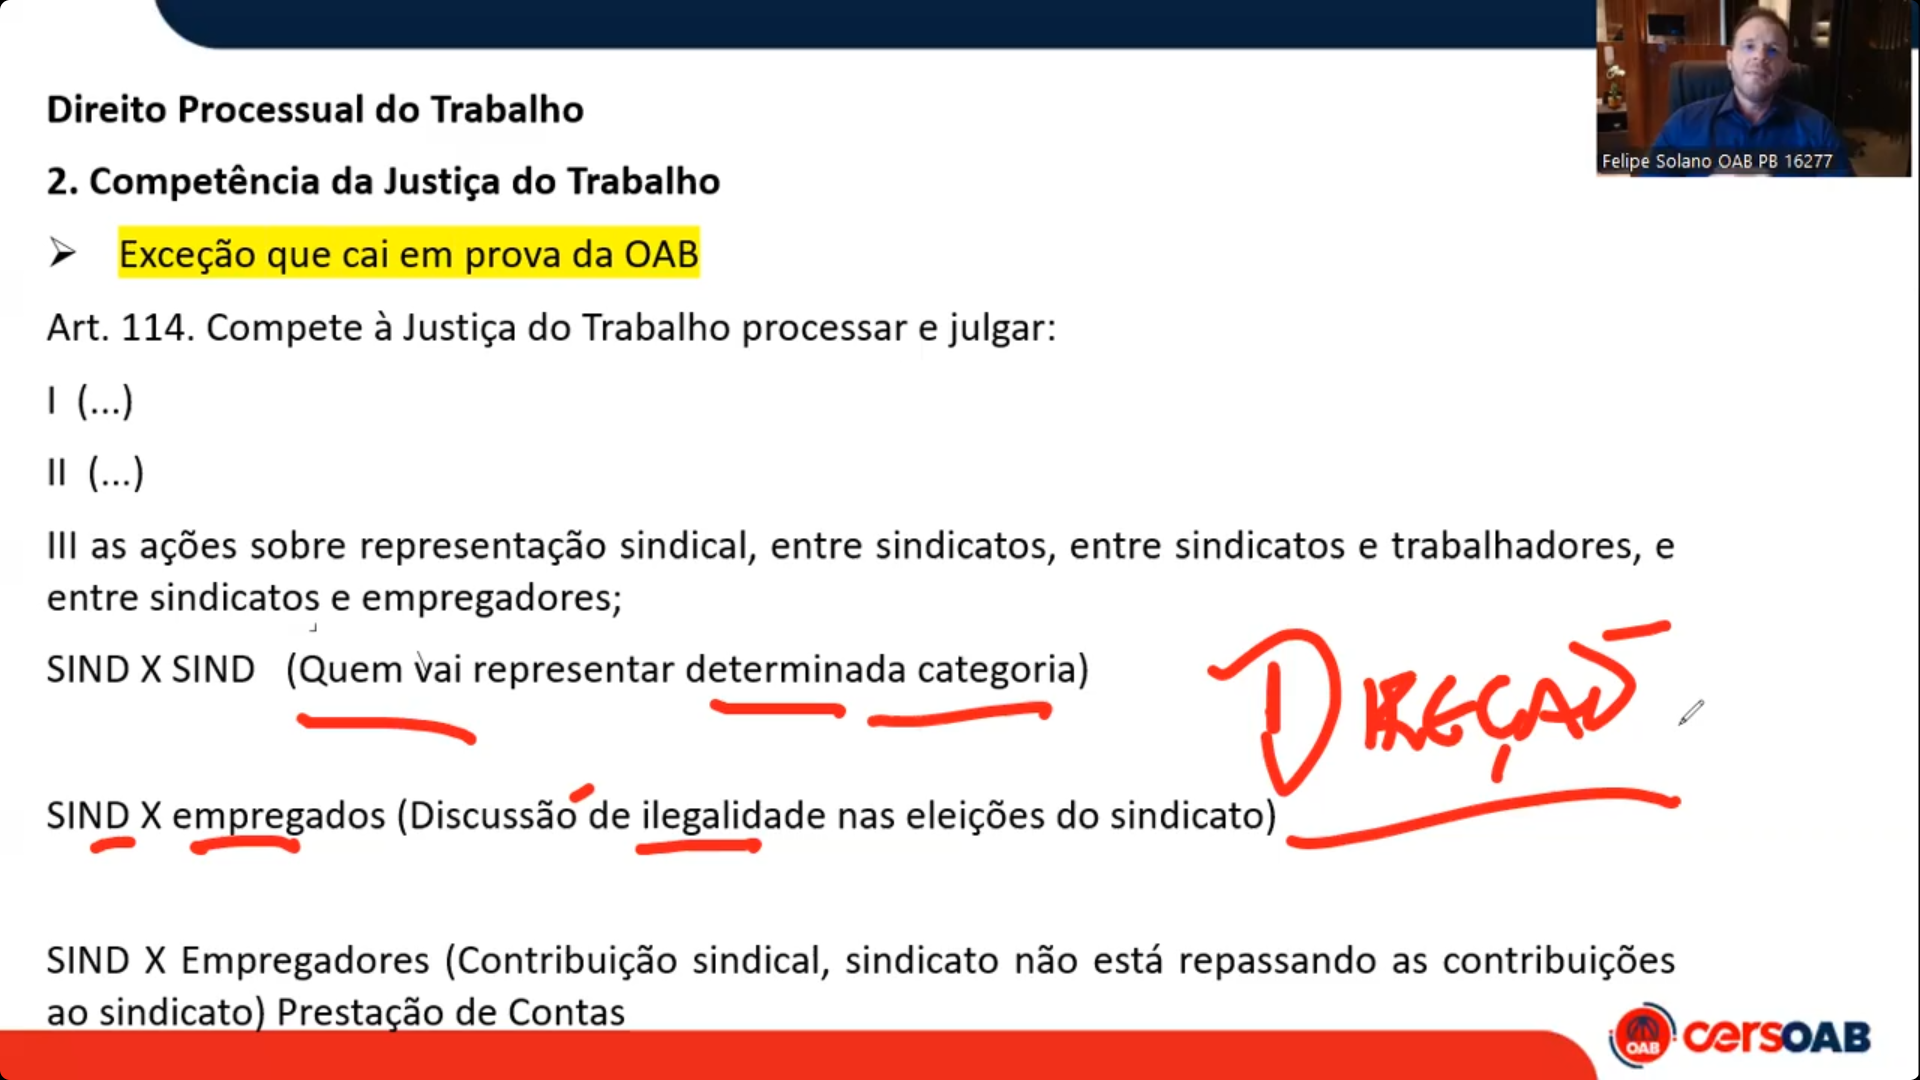 Direito Processual do Trabalho
Felipe Solano OAB PB 16277
2. Competência da Justiça do Trabalho
Exceção que cai em prova da OAB
Art. 114. Compete à Justiça do Trabalho processar e julgar:
I (...)
II (...)
III as ações sobre representação sindical, entre sindicatos, entre sindicatos e trabalhadores, e
entre sindicatos e empregadores;
SIND X SIND (Quem vai representar determinada categoria)
DIREÇÃO
SIND X empregados (Discussão de ilegalidade nas eleições do sindicato)
SIND X Empregadores (Contribuição sindical, sindicato não está repassando as contribuições
ao sindicato) Prestação de Contas
OAB cersOAB